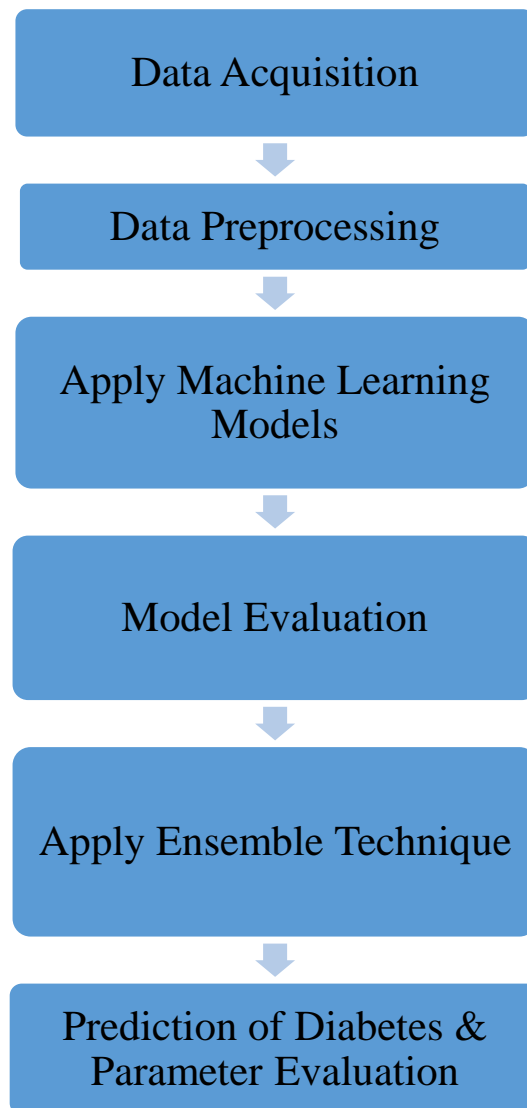 Data Acquisition
Data Preprocessing
Apply Machine Learning
Models
Model Evaluation
Apply Ensemble Technique
Prediction of Diabetes &
Parameter Evaluation